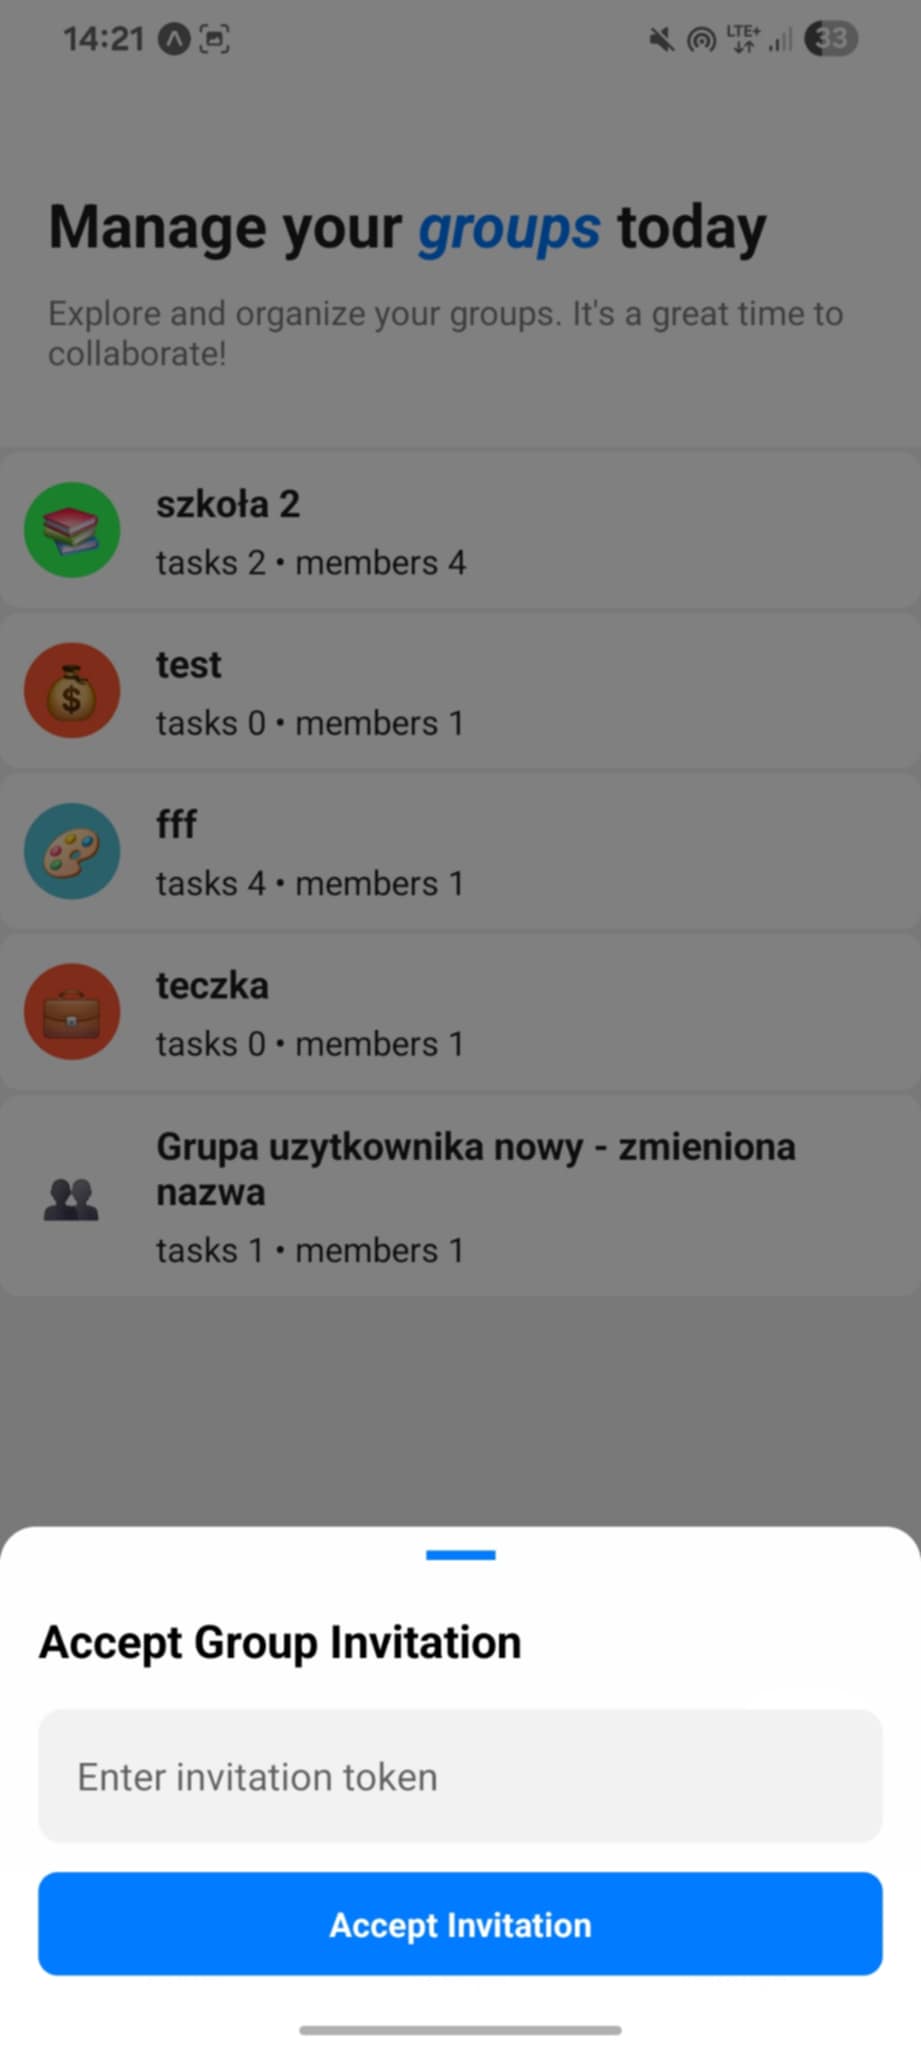 14:21 LTE+ 33
Manage your groups today
Explore and organize your groups. It's a great time to
collaborate!
szkoła 2
tasks 2 • members 4
$
test
tasks 0 • members 1
fff
tasks 4 • members 1
teczka
tasks 0 • members 1
Grupa uzytkownika nowy - zmieniona
nazwa
tasks 1 • members 1
Accept Group Invitation
Enter invitation token
Accept Invitation